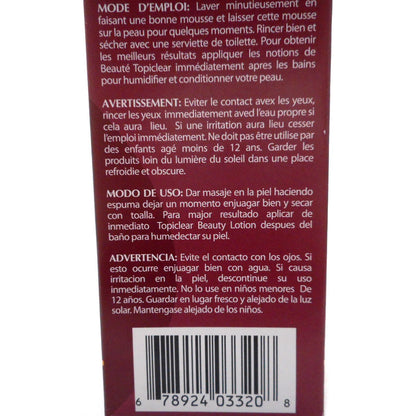 MODE D'EMPLOI: Laver minutieusement en
faisant une bonne mousse et laisser cette mousse
sur la peau pour quelques moments. Rincer bien et
sécher avec une serviette de toilette. Pour obtenir
les meilleurs résultats appliquer les notions de
Beauté Topiclear immédiatement apres les bains
pour humidifier et conditionner votre peau.
AVERTISSEMENT: Eviter le contact avex les yeux,
rincer les yeux immediatement aved l'eau propre si
cela aura lieu. Si une irritation aura lieu cesser
l'emploi immédiatement. Ne doit pas être utilise par
des enfants agé moins de 12 ans. Garder les
produits loin du lumière du soleil dans une place
refroidie et obscure.
MODO DE USO: Dar masaje en la piel haciendo
espuma dejar un momento enjuagar bien y secar
con toalla. Para major resultado aplicar de
inmediato Topiclear Beauty Lotion despues del
baño para humedectar su piel.
ADVERTENCIA: Evite el contacto con los ojos. Si
esto ocurre enjuagar bien con agua. Si causa
irritacion en la piel, descontinue su uso
inmediatamente. No lo use en niños menores De
12 años. Guardar en lugar fresco y alejado de la luz
solar. Mantengase alejado de los niños.
6 78924 03320 8